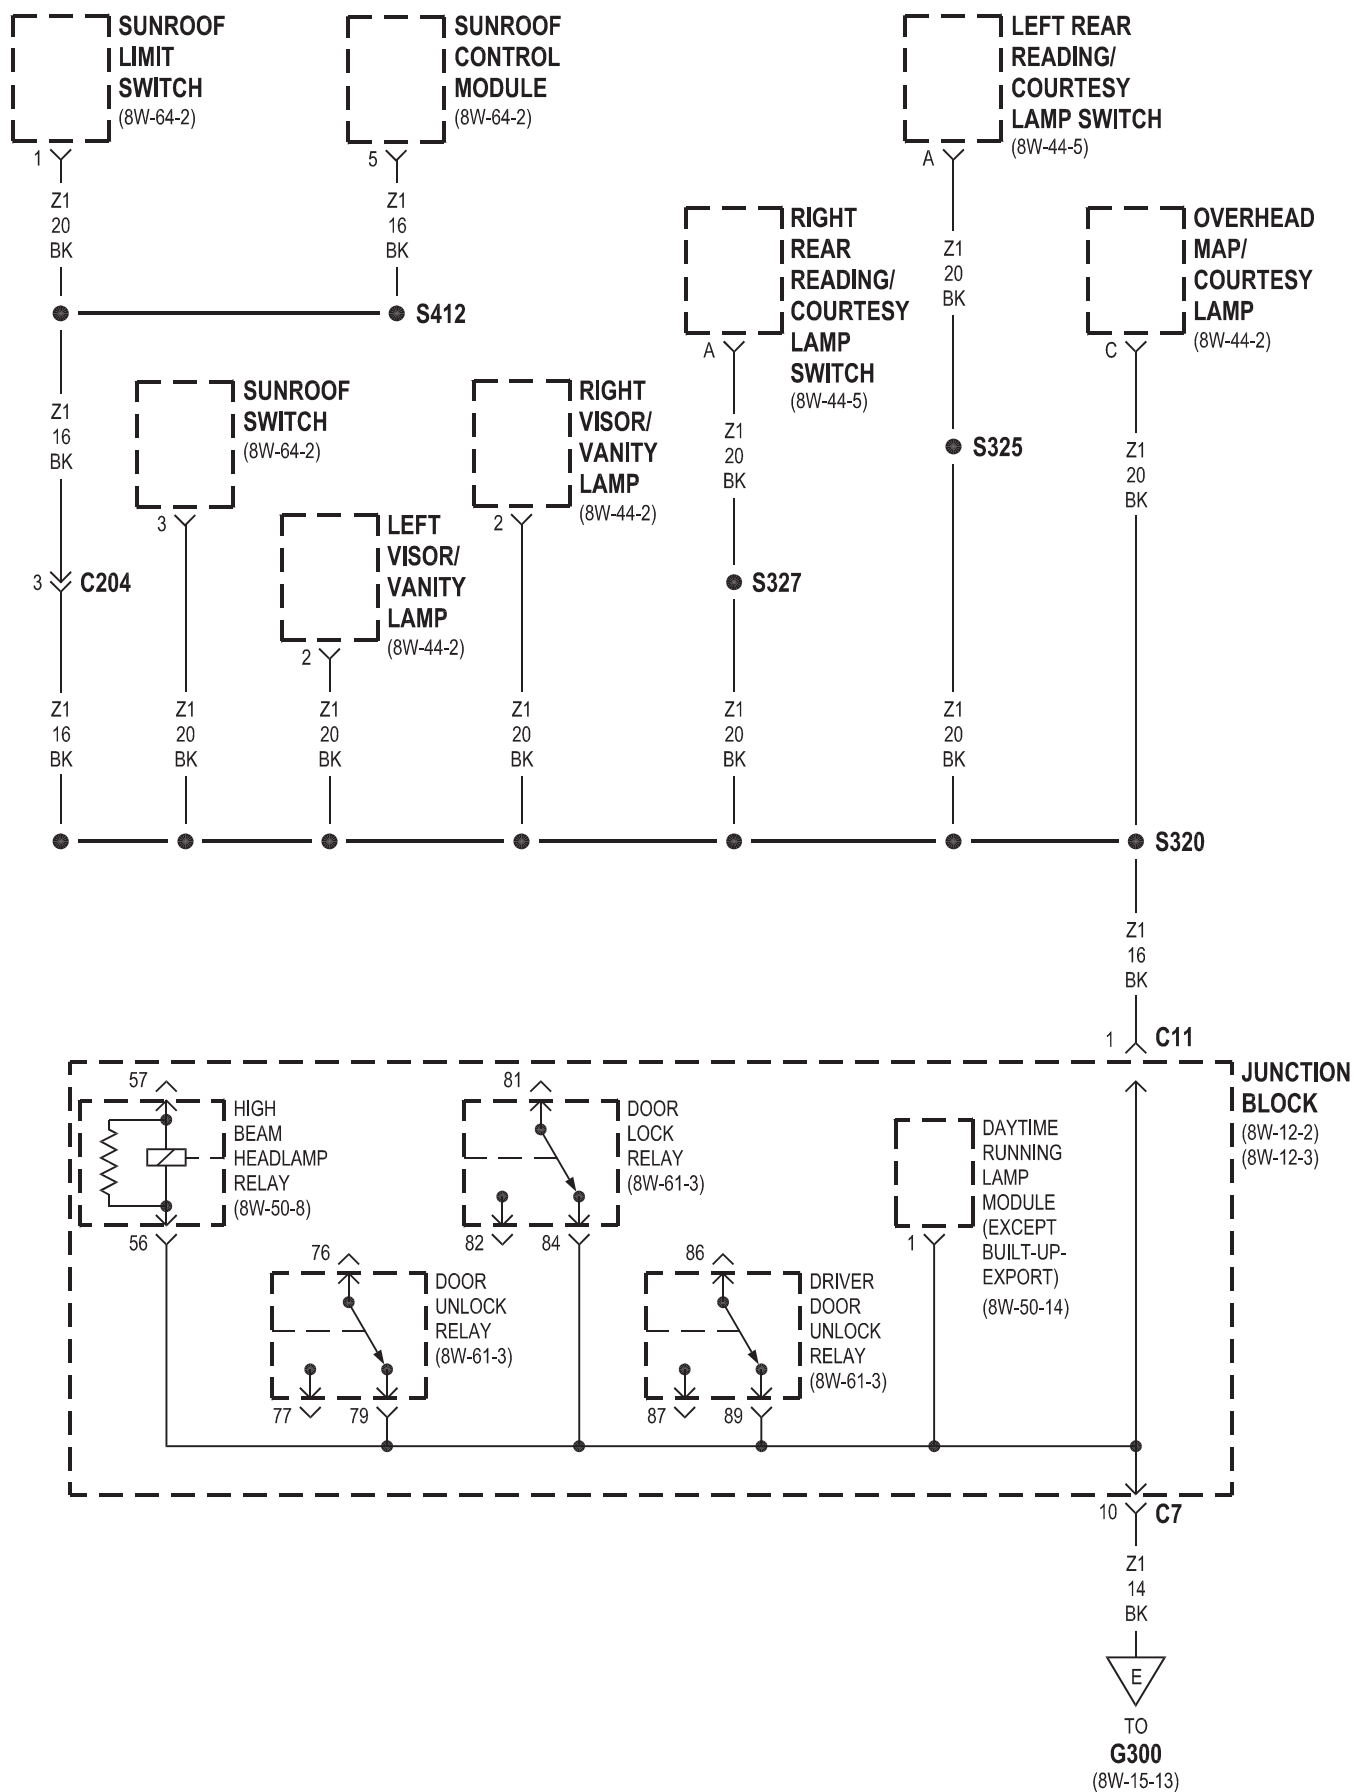 SUNROOF
LIMIT
SWITCH
(8W-64-2)
1
Z1
20
BK
SUNROOF
CONTROL
MODULE
(8W-64-2)
5
Z1
16
BK
S412
LEFT REAR
READING/
COURTESY
LAMP SWITCH
(8W-44-5)
A
Z1
20
BK
S325
RIGHT
REAR
READING/
COURTESY
LAMP
SWITCH
(8W-44-5)
A
Z1
20
BK
S327
OVERHEAD
MAP/
COURTESY
LAMP
(8W-44-2)
C
Z1
20
BK
Z1
16
BK
3
C204
SUNROOF
SWITCH
(8W-64-2)
3
LEFT
VISOR/
VANITY
LAMP
(8W-44-2)
2
RIGHT
VISOR/
VANITY
LAMP
(8W-44-2)
2
Z1
16
BK
Z1
20
BK
Z1
20
BK
Z1
20
BK
Z1
20
BK
Z1
20
BK
S320
Z1
16
BK
1
C11
JUNCTION
BLOCK
(8W-12-2)
(8W-12-3)
57
HIGH
BEAM
HEADLAMP
RELAY
(8W-50-8)
56
81
DOOR
LOCK
RELAY
(8W-61-3)
82
84
DAYTIME
RUNNING
LAMP
MODULE
(EXCEPT
BUILT-UP-
EXPORT)
(8W-50-14)
1
76
DOOR
UNLOCK
RELAY
(8W-61-3)
77
79
86
DRIVER
DOOR
UNLOCK
RELAY
(8W-61-3)
87
89
10
C7
Z1
14
BK
E
TO
G300
(8W-15-13)